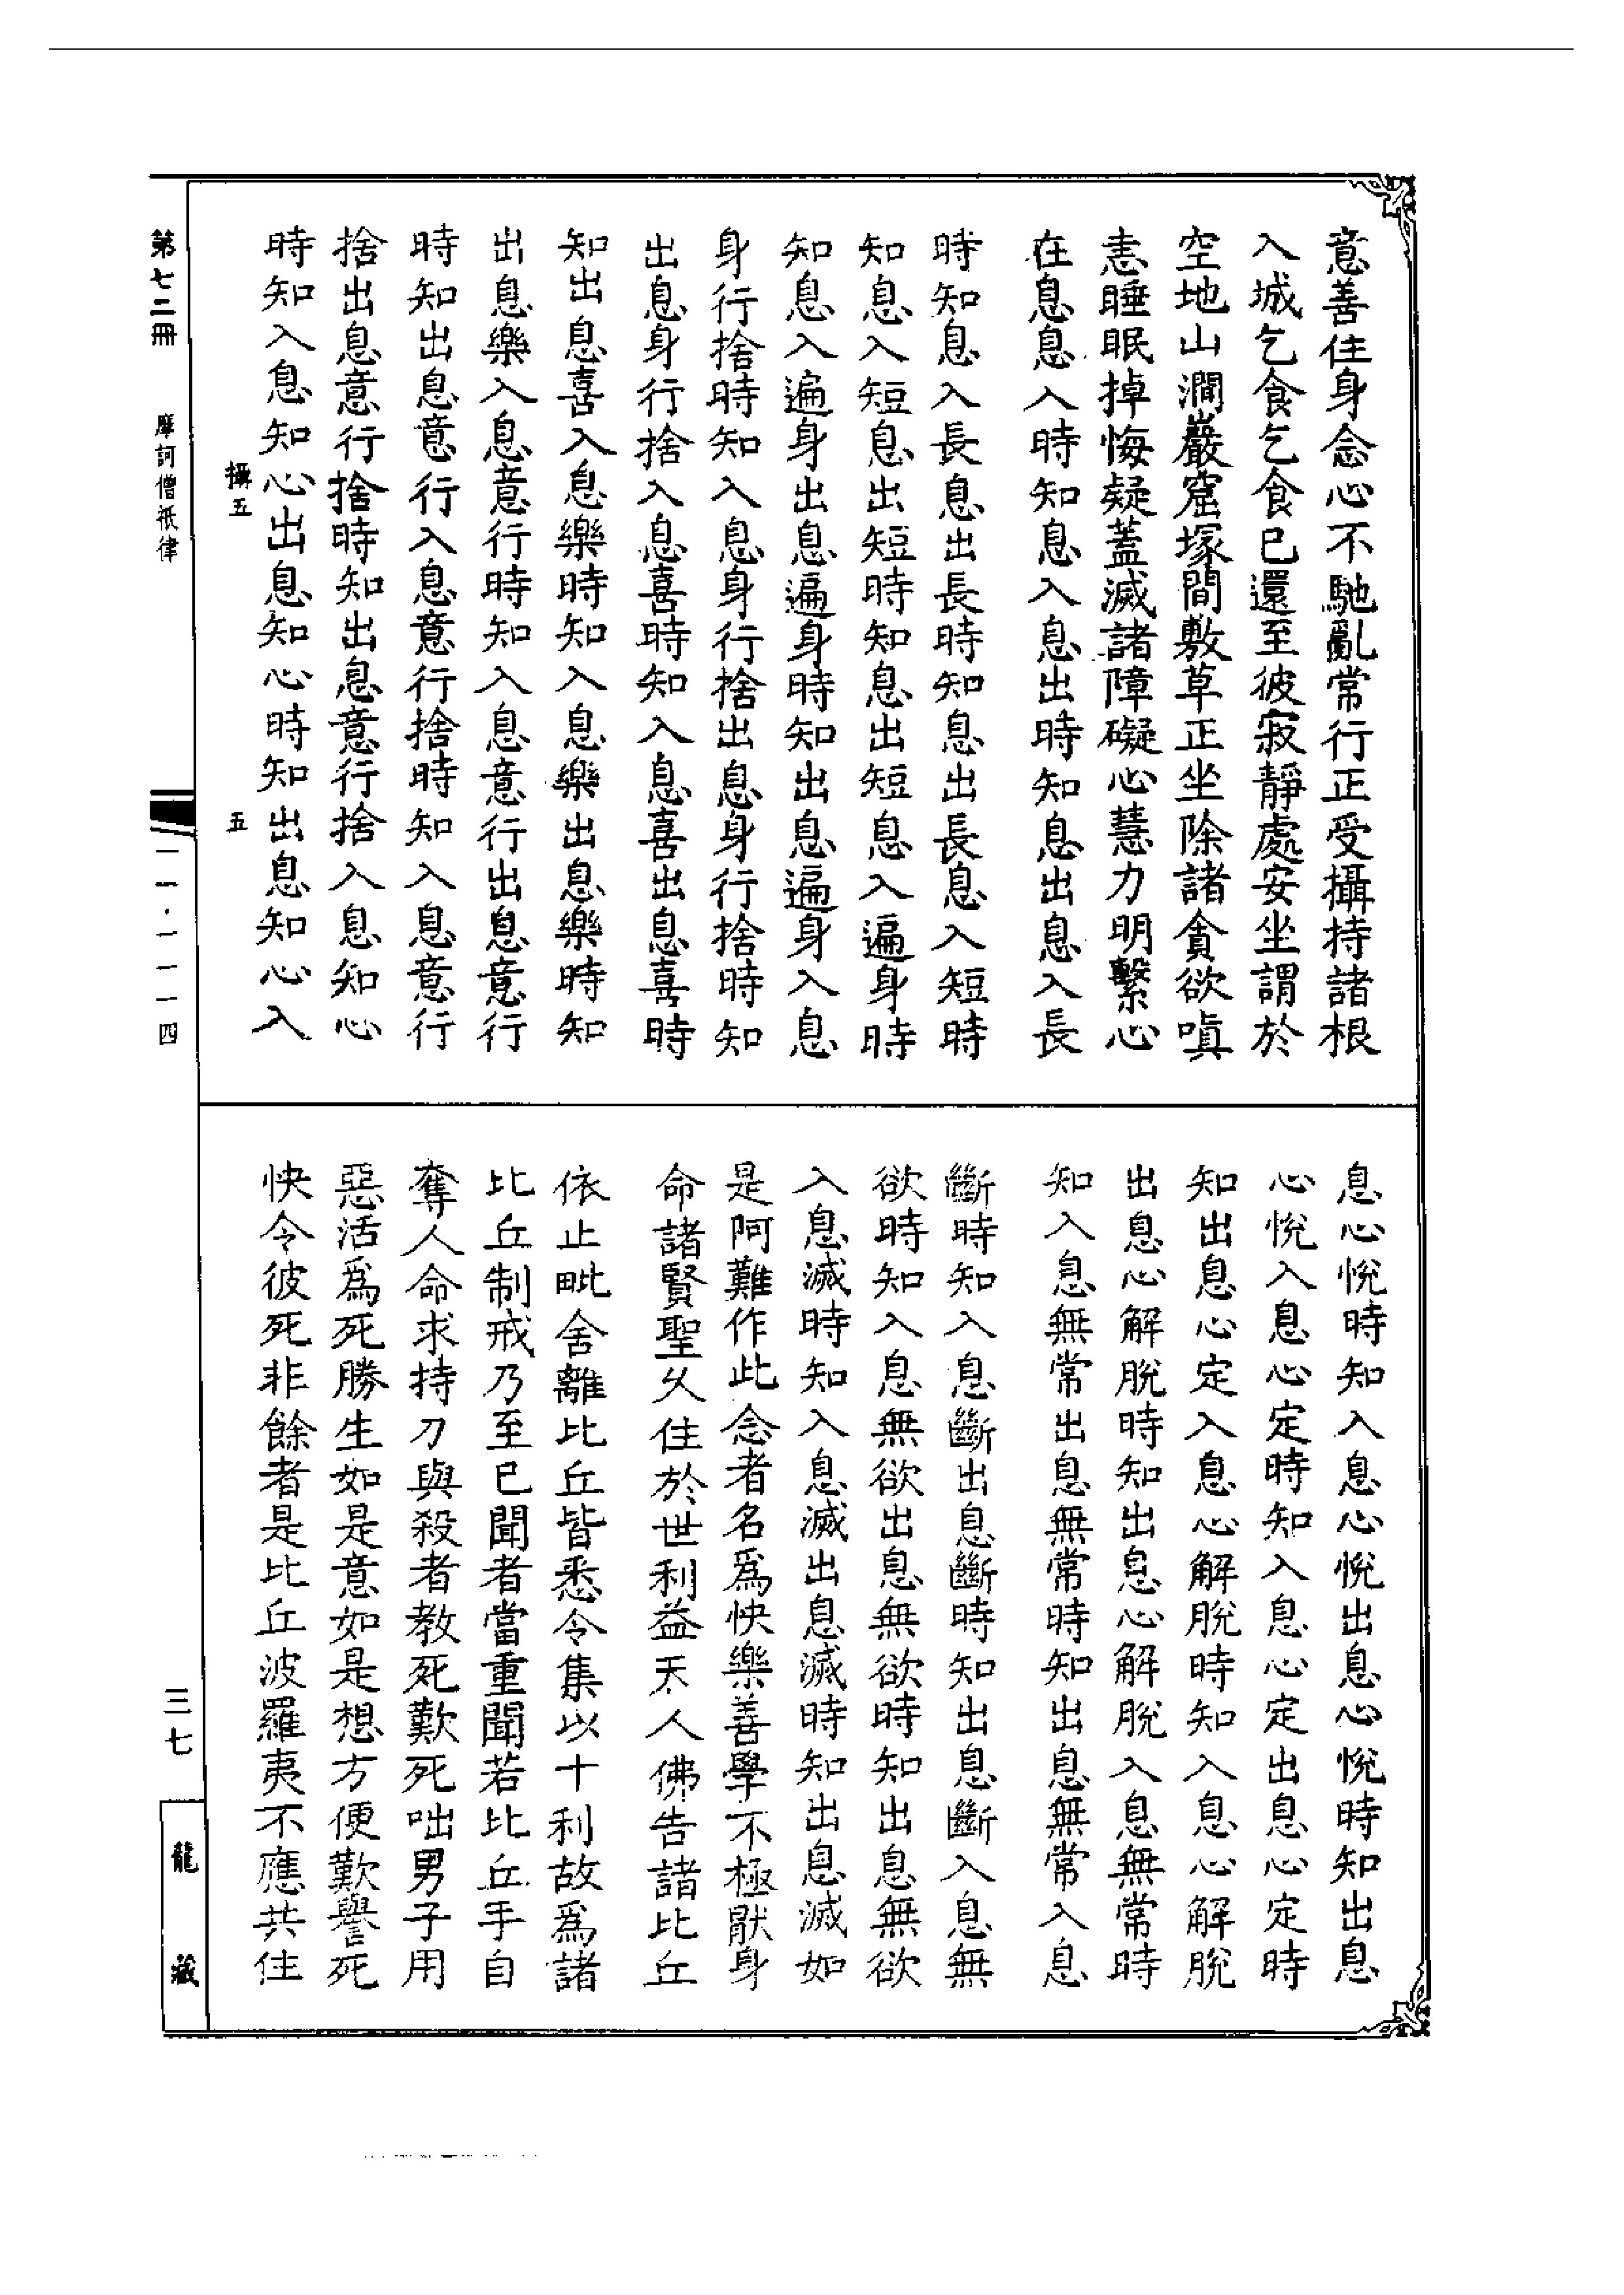 意善住身念心不馳亂常行正受攝持諸根
入城乞食乞食已還至彼寂靜處安坐謂於
空地山澗巖窟塚間敷草正坐除諸貪欲嗔
恚睡眠掉悔疑蓋滅諸障礙心慧力明繫心
在息息入時知息入息出時知息出息入長
時知息入長息出長時知息出長息入短時
知息入短息出短時知息出短息入遍身時
知息入遍身出息遍身時知出息遍身入息
身行捨時知入息身行捨出息身行捨時知
出息身行捨入息喜時知入息喜出息喜時
知出息喜入息樂時知入息樂出息樂時知
出息樂入息意行時知入息意行出息意行
時知出息意行入息意行捨時知入息意行
捨出息意行捨時知出息意行捨入息知心
時知入息知心出息知心時知出息知心入
息心悅時知入息心悅出息心悅時知出息
心悅入息心定時知入息心定出息心定時
知出息心定入息心解脫時知入息心解脫
出息心解脫時知出息心解脫入息無常時
知入息無常出息無常時知出息無常入息
斷時知入息斷出息斷時知出息斷入息無
欲時知入息無欲出息無欲時知出息無欲
入息滅時知入息滅出息滅時知出息滅如
是阿難作此念者名爲快樂善學不極猒身
命諸賢聖久住於世利益天人佛告諸比丘
依止毗舍離比丘皆悉令集以十利故爲諸
比丘制戒乃至已聞者當重聞若比丘手自
奪人命求持刀與殺者教死歎死咄男子用
惡活爲死勝生如是意如是想方便歎譽死
快令彼死非餘者是比丘波羅夷不應共住
攝五
五
第七二冊
摩訶僧祇律
一一·一一一四
三七
龍藏